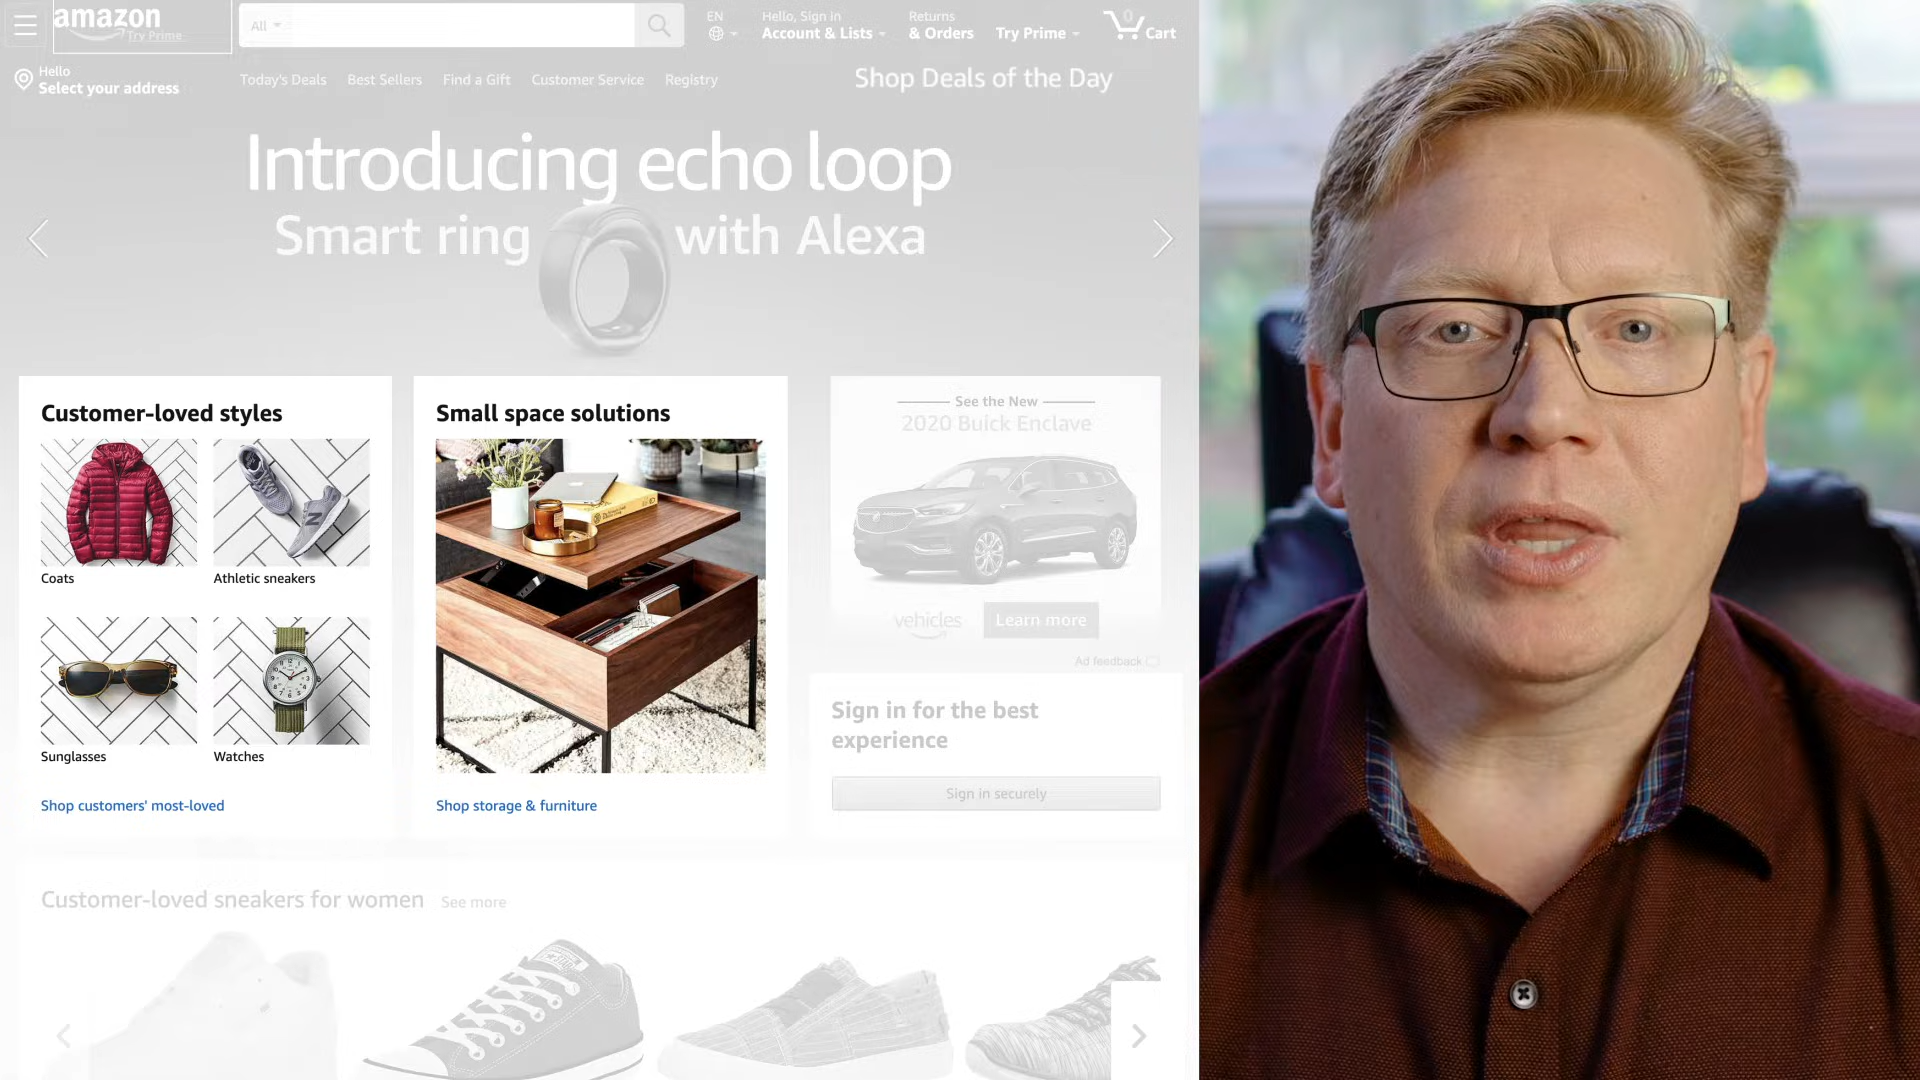 amazon
Try Prime
All
EN
Hello, Sign in
Account & Lists
Returns
& Orders
Try Prime
0
Cart
Hello
Select your address
Today's Deals
Best Sellers
Find a Gift
Customer Service
Registry
Shop Deals of the Day
Introducing echo loop
Smart ring with Alexa
Customer-loved styles
Coats
Athletic sneakers
Sunglasses
Watches
Shop customers' most-loved
Small space solutions
Shop storage & furniture
See the New
2020 Buick Enclave
vehicles
Learn more
Ad feedback
Sign in for the best
experience
Sign in securely
Customer-loved sneakers for women
See more